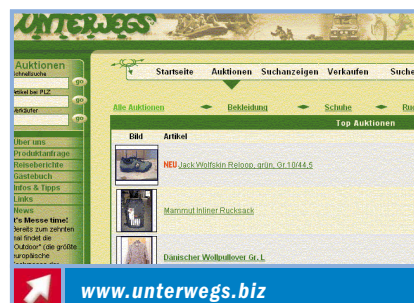 UNTERWEGS
Auktionen
Schnellsuche
go
Artikel bei PLZ
go
Verkäufer
go
Über uns
Produktanfrage
Reiseberichte
Gästebuch
Infos & Tipps
Links
News
t's Messe time!
Bereits zum zehnten
mal findet die
"Outdoor" (die größte
europäische
Startseite Auktionen Suchanzeigen Verkaufen Suche
Alle Auktionen Bekleidung Schuhe
Top Auktionen
Bild Artikel
NEU Jack Wolfskin Reloop, grün, Gr.10/44,5
Mammut Inliner Rucksack
Dänischer Wollpullover Gr. L
www.unterwegs.biz